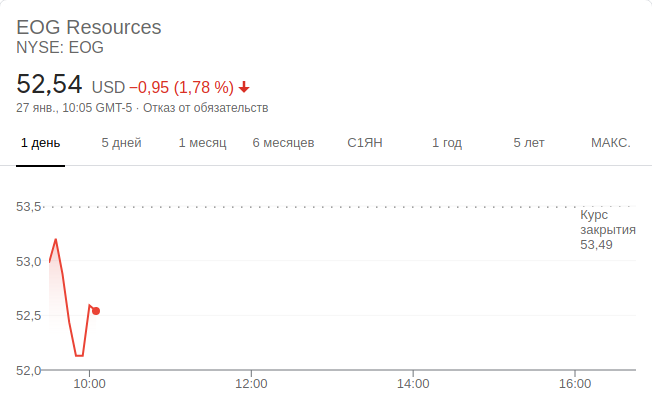 EOG Resources
NYSE: EOG
52,54 USD −0,95 (1,78 %)
27 янв., 10:05 GMT-5 · Отказ от обязательств
1 день 5 дней 1 месяц 6 месяцев С1ЯН 1 год 5 лет МАКС.
53,5
Курс
закрытия
53,49
53,0
52,5
52,0
10:00 12:00 14:00 16:00